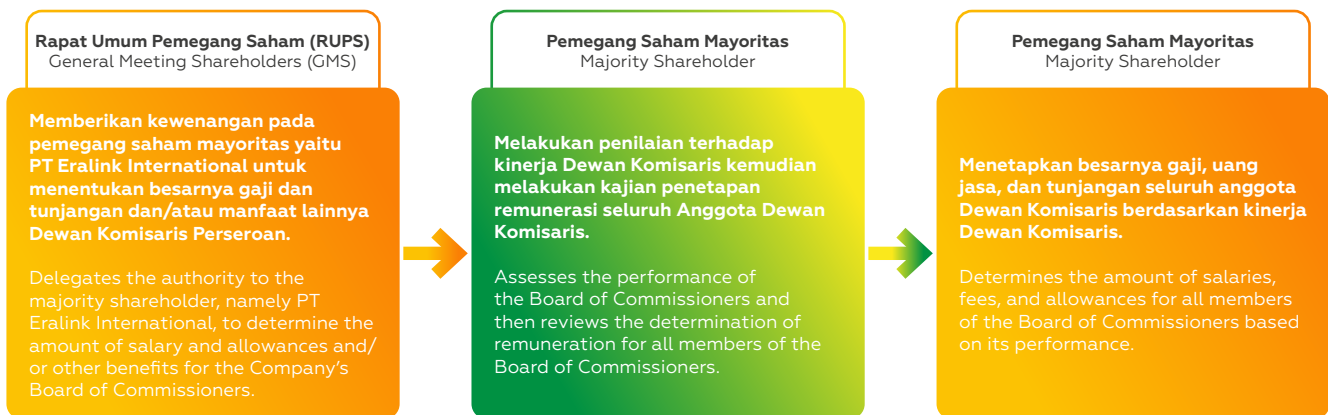 Rapat Umum Pemegang Saham (RUPS)
General Meeting Shareholders (GMS)
Memberikan kewenangan pada
pemegang saham mayoritas yaitu
PT Eralink International untuk
menentukan besarnya gaji dan
tunjangan dan/atau manfaat lainnya
Dewan Komisaris Perseroan.
Delegates the authority to the
majority shareholder, namely PT
Eralink International, to determine the
amount of salary and allowances and/
or other benefits for the Company's
Board of Commissioners.
Pemegang Saham Mayoritas
Majority Shareholder
Melakukan penilaian terhadap
kinerja Dewan Komisaris kemudian
melakukan kajian penetapan
remunerasi seluruh Anggota Dewan
Komisaris.
Assesses the performance of
the Board of Commissioners and
then reviews the determination of
remuneration for all members of the
Board of Commissioners.
Pemegang Saham Mayoritas
Majority Shareholder
Menetapkan besarnya gaji, uang
jasa, dan tunjangan seluruh anggota
Dewan Komisaris berdasarkan kinerja
Dewan Komisaris.
Determines the amount of salaries,
fees, and allowances for all members
of the Board of Commissioners based
on its performance.